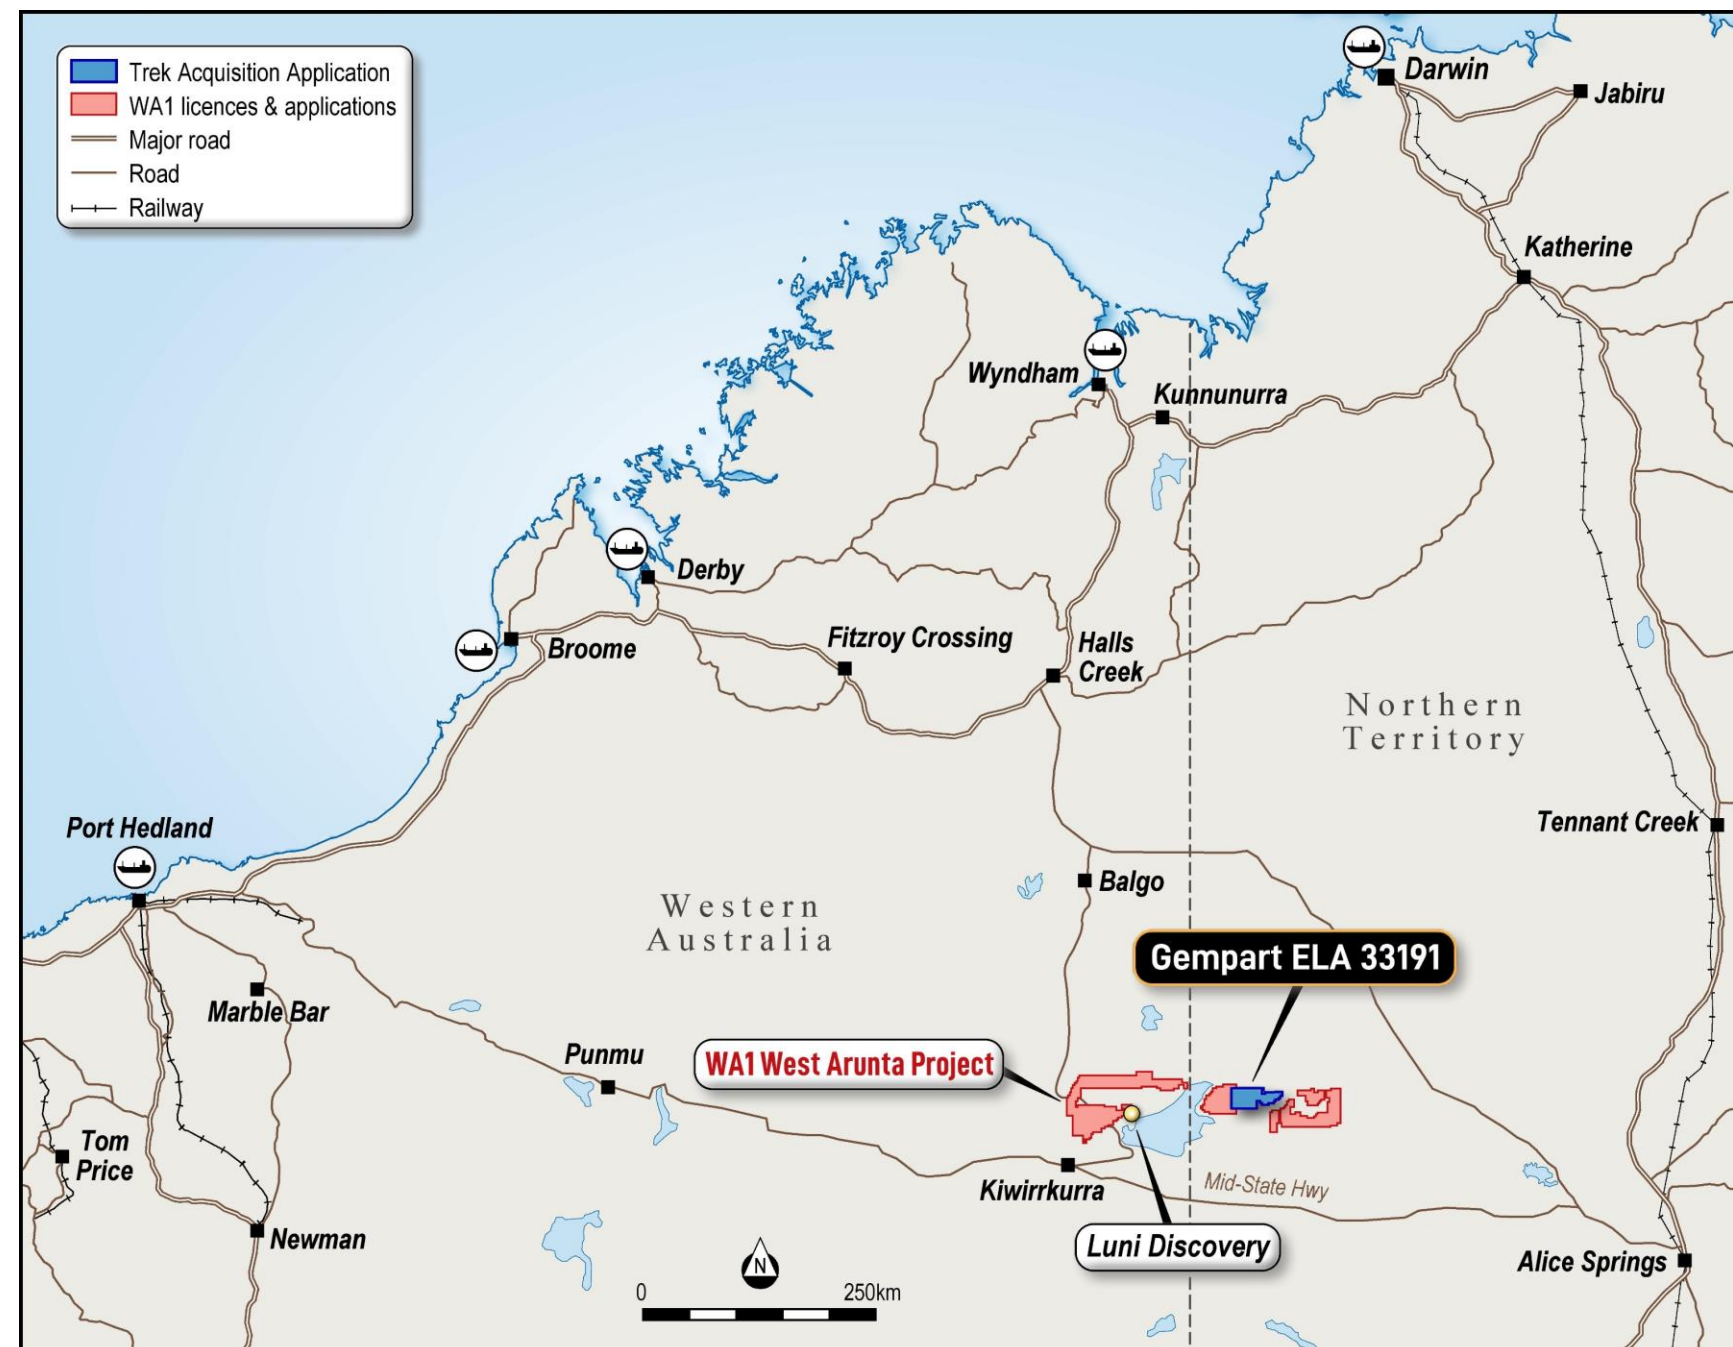 Trek Acquisition Application
WA1 licences & applications
Major road
Road
Railway
Darwin
Jabiru
Katherine
Wyndham
Kunnunurra
Derby
Broome
Fitzroy Crossing
Halls
Creek
Northern
Territory
Port Hedland
Tennant Creek
Balgo
Western
Australia
Gempart ELA 33191
Marble Bar
Punmu
WA1 West Arunta Project
Tom
Price
Kiwirrkurra
Mid-State Hwy
Newman
Luni Discovery
Alice Springs
N
0
250km